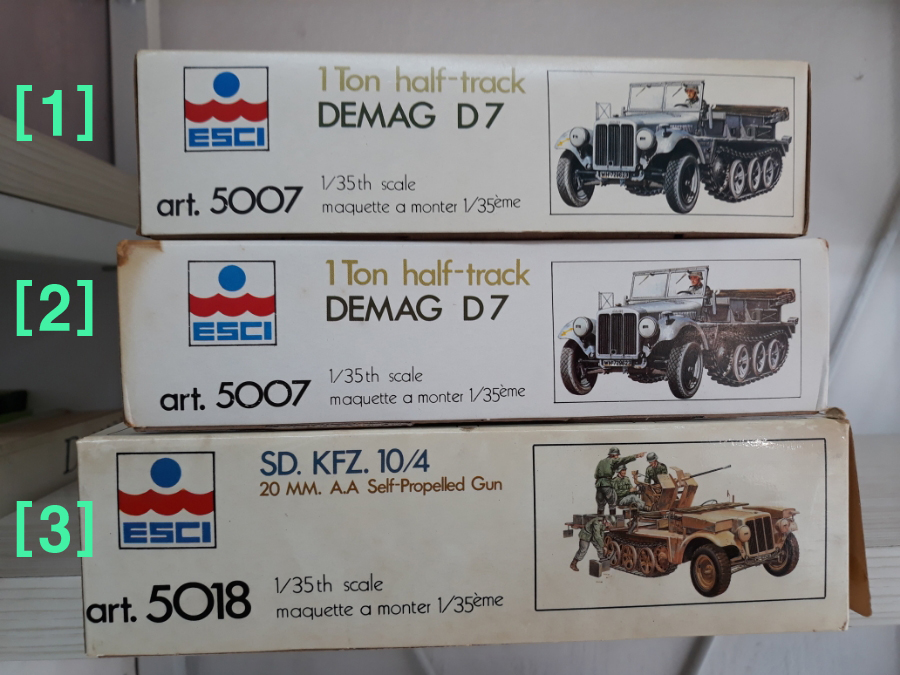 [1]
ESCI
1 Ton half-track
DEMAG D7
art. 5007
1/35th scale
maquette a monter 1/35ème
[2]
ESCI
1 Ton half-track
DEMAG D7
art. 5007
1/35th scale
maquette a monter 1/35ème
[3]
ESCI
SD. KFZ. 10/4
20 MM. A.A Self-Propelled Gun
art. 5018
1/35th scale
maquette a monter 1/35ème